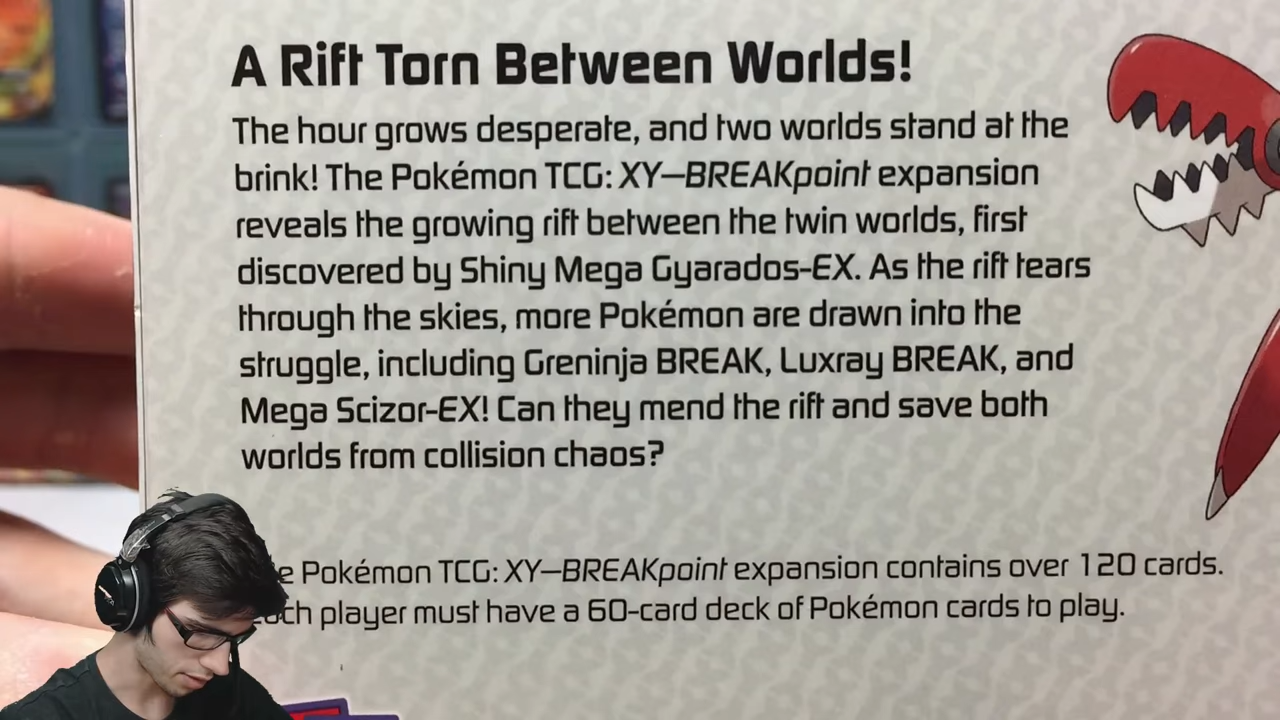 A Rift Torn Between Worlds!
The hour grows desperate, and two worlds stand at the
brink! The Pokémon TCG: XY—BREAKpoint expansion
reveals the growing rift between the twin worlds, first
discovered by Shiny Mega Gyarados-EX. As the rift tears
through the skies, more Pokémon are drawn into the
struggle, including Greninja BREAK, Luxray BREAK, and
Mega Scizor-EX! Can they mend the rift and save both
worlds from collision chaos?
Pokémon TCG: XY—BREAKpoint expansion contains over 120 cards.
player must have a 60-card deck of Pokémon cards to play.